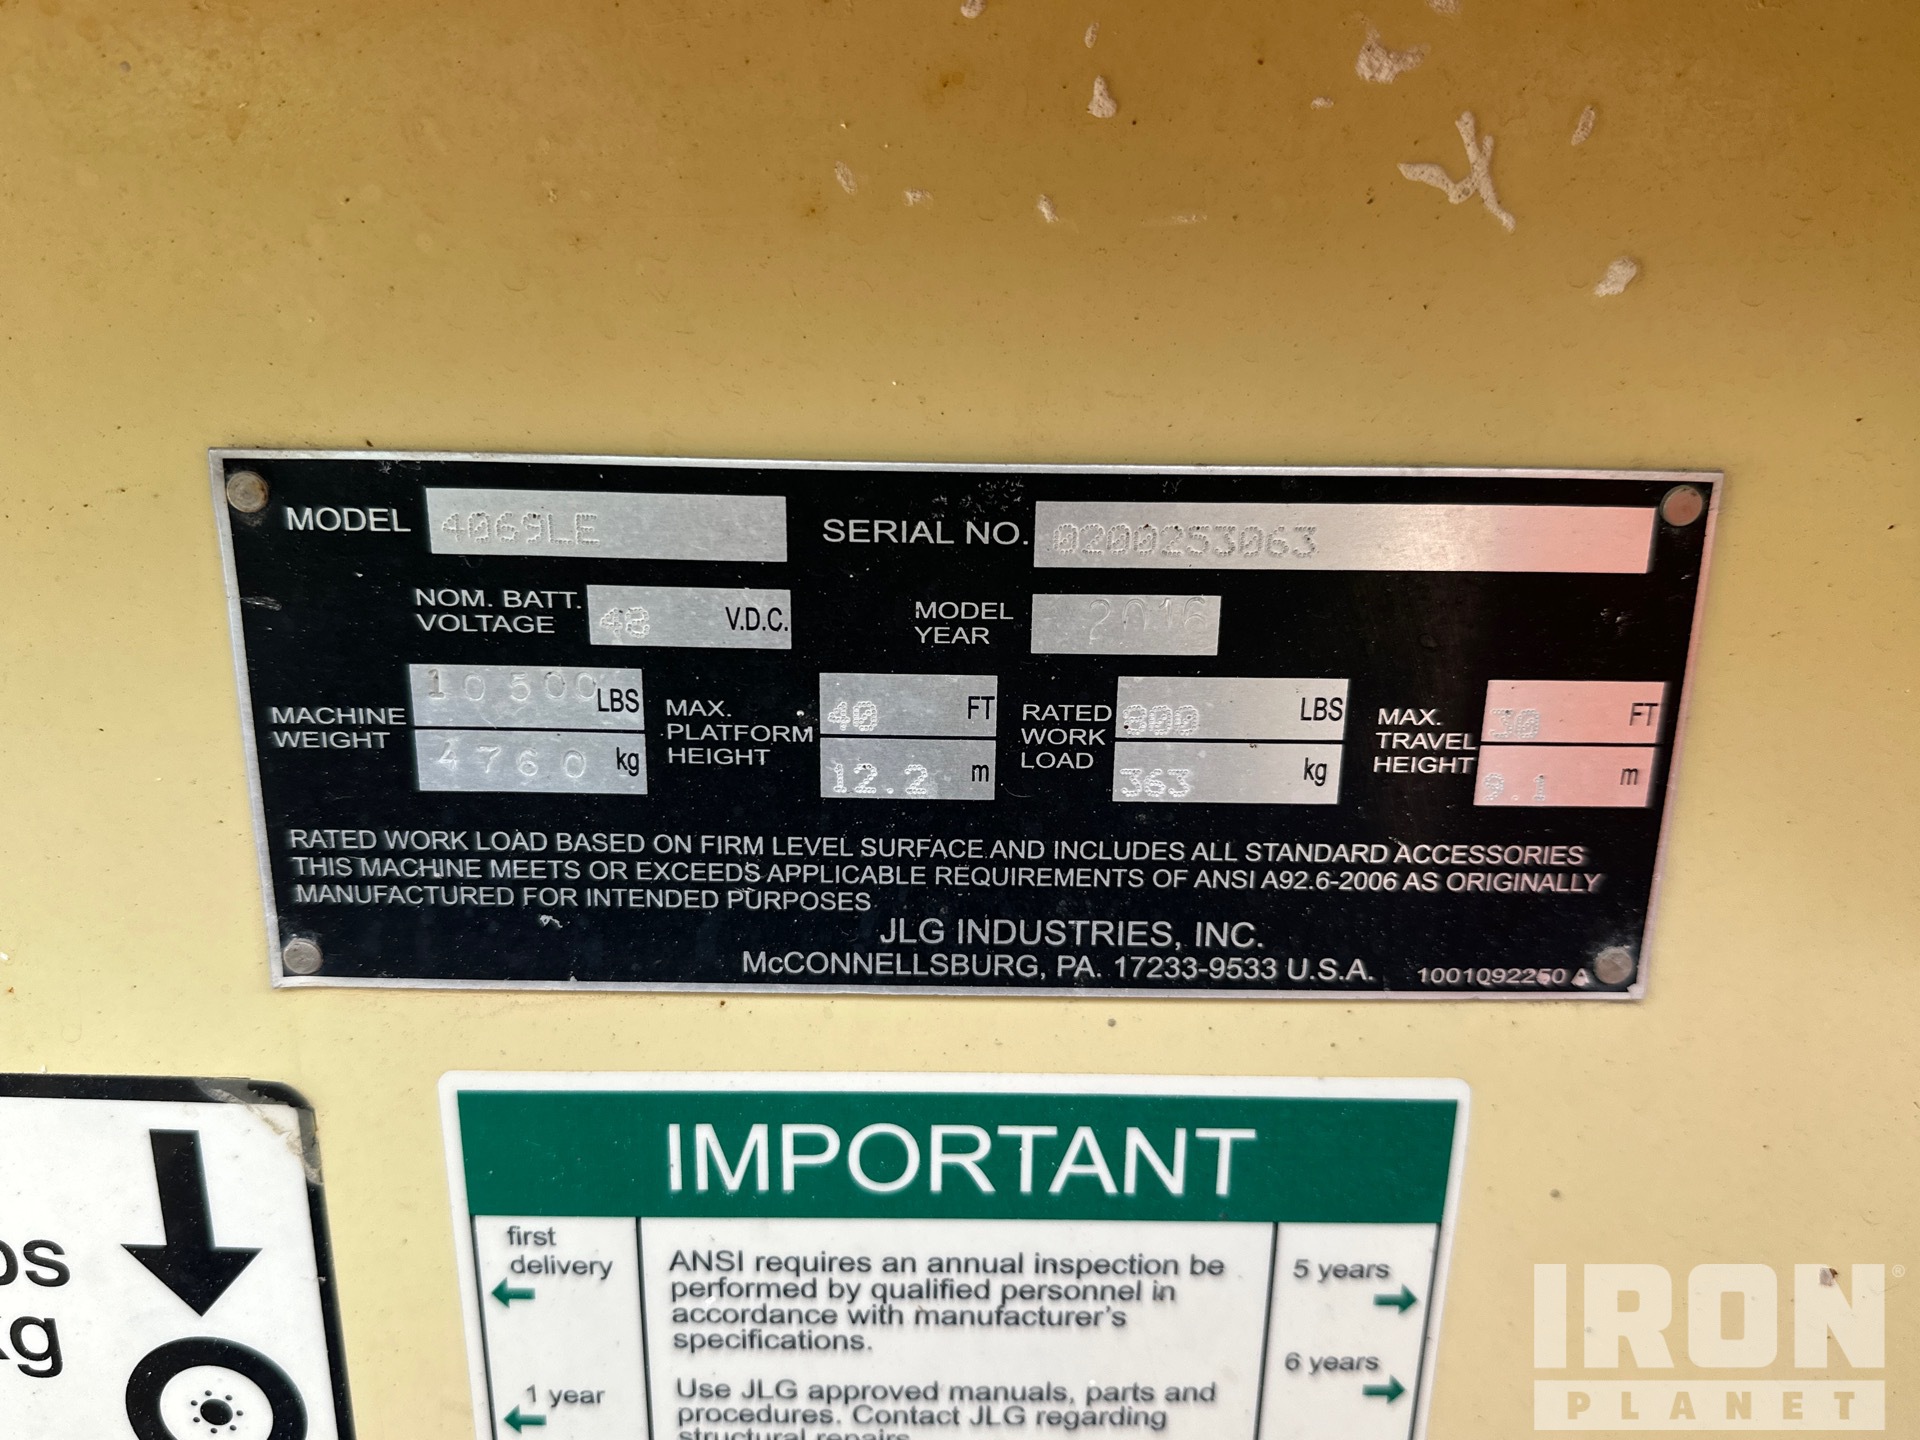 MODEL 4069LE SERIAL NO. 0200253063
NOM. BATT. VOLTAGE 48 V.D.C. MODEL YEAR 2016
MACHINE WEIGHT 10500 LBS 4760 kg
MAX. PLATFORM HEIGHT 40 FT 12.2 m
RATED WORK LOAD 800 LBS 363 kg
MAX. TRAVEL HEIGHT 30 FT 9.1 m
RATED WORK LOAD BASED ON FIRM LEVEL SURFACE AND INCLUDES ALL STANDARD ACCESSORIES
THIS MACHINE MEETS OR EXCEEDS APPLICABLE REQUIREMENTS OF ANSI A92.6-2006 AS ORIGINALLY
MANUFACTURED FOR INTENDED PURPOSES
JLG INDUSTRIES, INC.
McCONNELLSBURG, PA. 17233-9533 U.S.A. 1001092260 A
IMPORTANT
first
delivery
1 year
ANSI requires an annual inspection be
performed by qualified personnel in
accordance with manufacturer's
specifications.
Use JLG approved manuals, parts and
procedures. Contact JLG regarding
structural repairs.
5 years
6 years
kg
IRON
PLANET